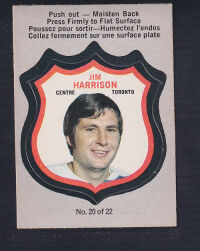 Push out — Moisten Back
Press Firmly to Flat Surface
Poussez pour sortir—Humectez l'endos
Collez fermement sur une surface plate
JIM
HARRISON
CENTRE TORONTO
No. 20 of 22